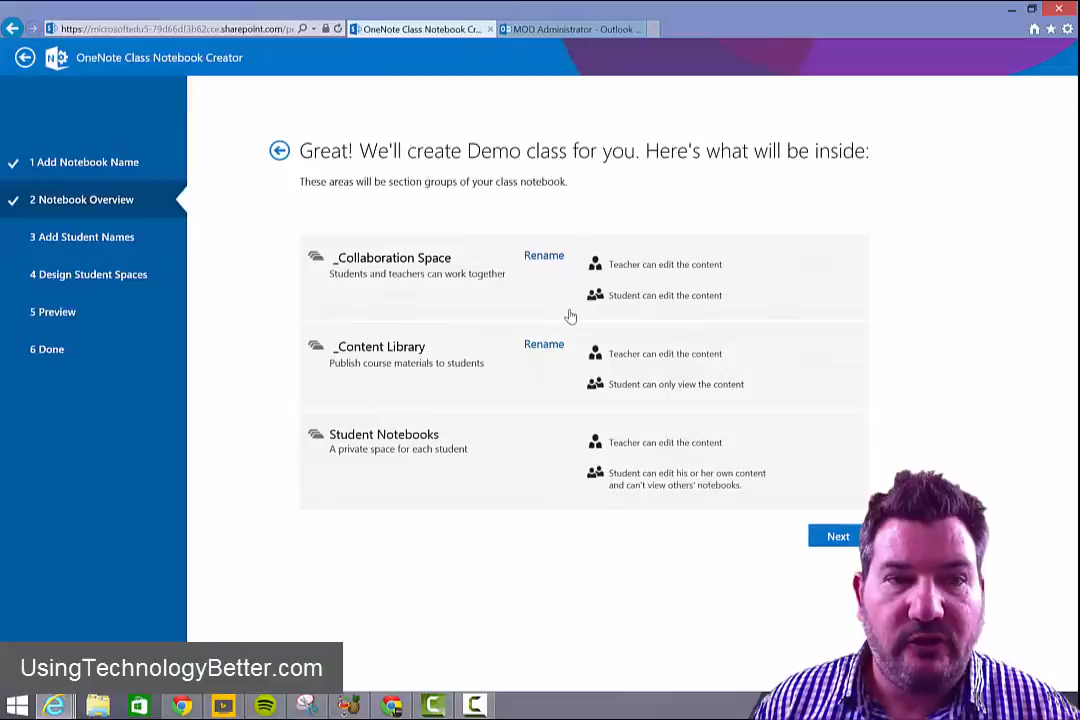 https://microsoftedu5-79d66df3b62cce.sharepoint.com/p
OneNote Class Notebook Cr...
MOD Administrator - Outlook ...
OneNote Class Notebook Creator
1 Add Notebook Name
2 Notebook Overview
3 Add Student Names
4 Design Student Spaces
5 Preview
6 Done
Great! We'll create Demo class for you. Here's what will be inside:
These areas will be section groups of your class notebook.
_Collaboration Space
Students and teachers can work together
Rename
Teacher can edit the content
Student can edit the content
_Content Library
Publish course materials to students
Rename
Teacher can edit the content
Student can only view the content
Student Notebooks
A private space for each student
Teacher can edit the content
Student can edit his or her own content
and can't view others' notebooks.
Next
UsingTechnologyBetter.com